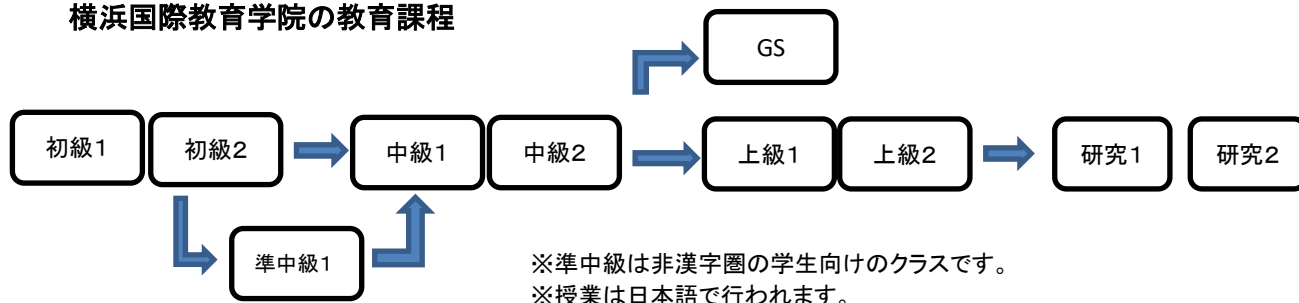 横浜国際教育学院の教育課程
GS
初級1
初級2
中級1
中級2
上級1
上級2
研究1
研究2
準中級1
※準中級は非漢字圏の学生向けのクラスです。
※授業は日本語で行われます。